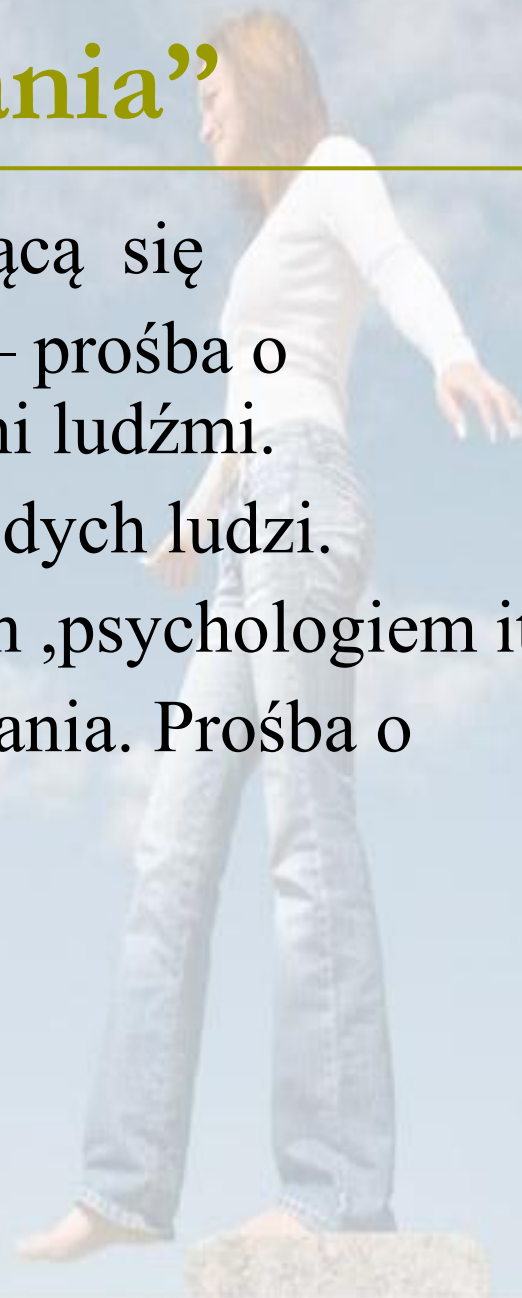 ania”
ącą się
– prośba o
ni ludźmi.
dych ludzi.
m ,psychologiem it
ania. Prośba o